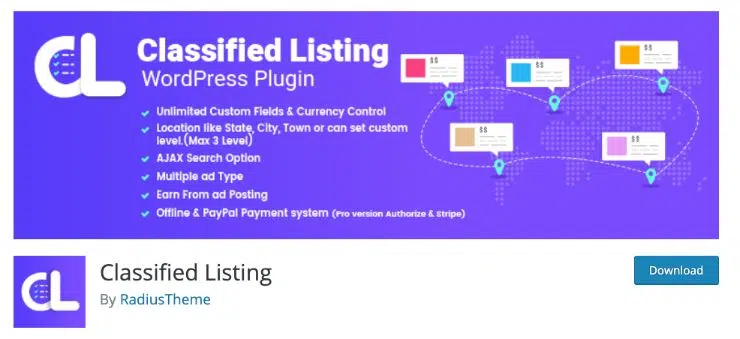 CL
Classified Listing
WordPress Plugin
Unlimited Custom Fields & Currency Control
Location like State, City, Town or can set custom
level.(Max 3 Level)
AJAX Search Option
Multiple ad Type
Earn From ad Posting
Offline & PayPal Payment system (Pro version Authorize & Stripe)
$$
$$
$$
$$
$$
CL
Classified Listing
By RadiusTheme
Download